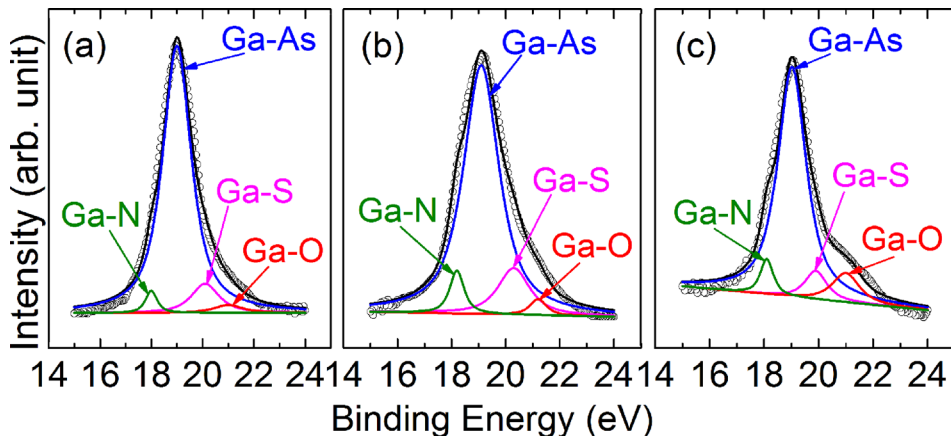 Intensity (arb. unit)
(a)
Ga-As
Ga-N
Ga-S
Ga-O
14 16 18 20 22 24
(b)
Ga-As
Ga-N
Ga-S
Ga-O
14 16 18 20 22 24
(c)
Ga-As
Ga-N
Ga-S
Ga-O
14 16 18 20 22 24
Binding Energy (eV)